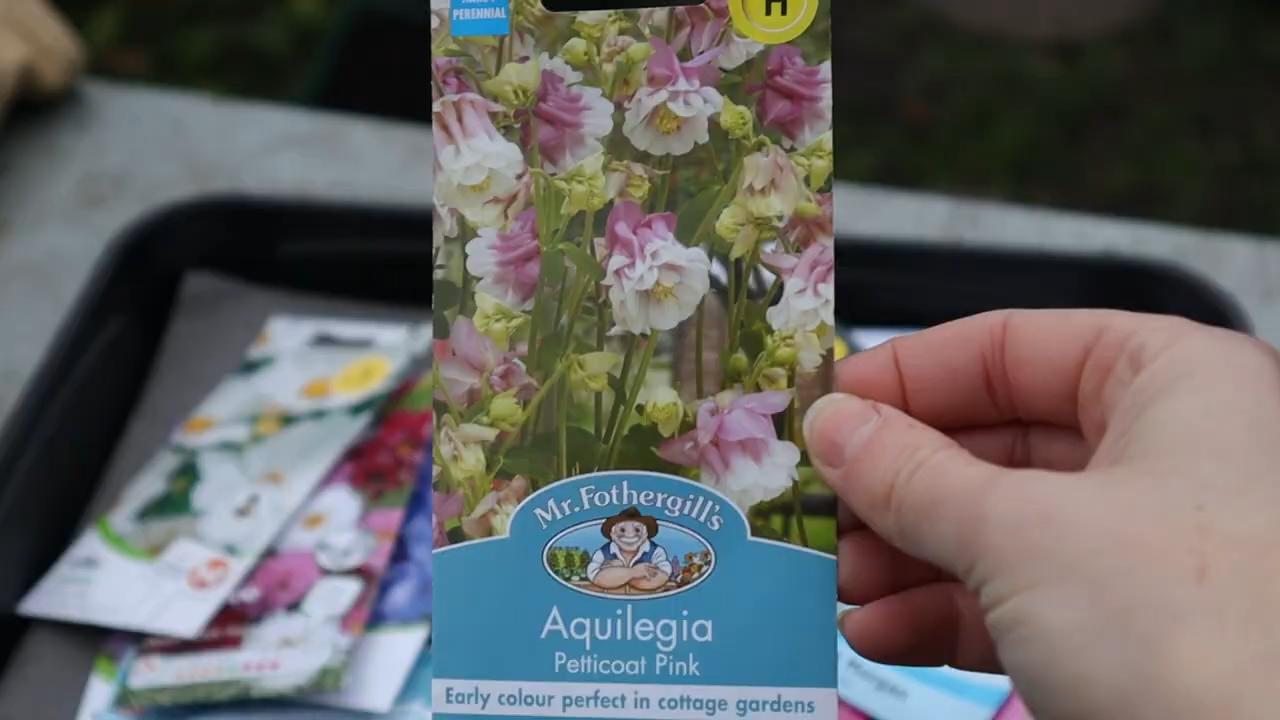 PERENNIAL
H
Mr. Fothergill's
Aquilegia
Petticoat Pink
Early colour perfect in cottage gardens